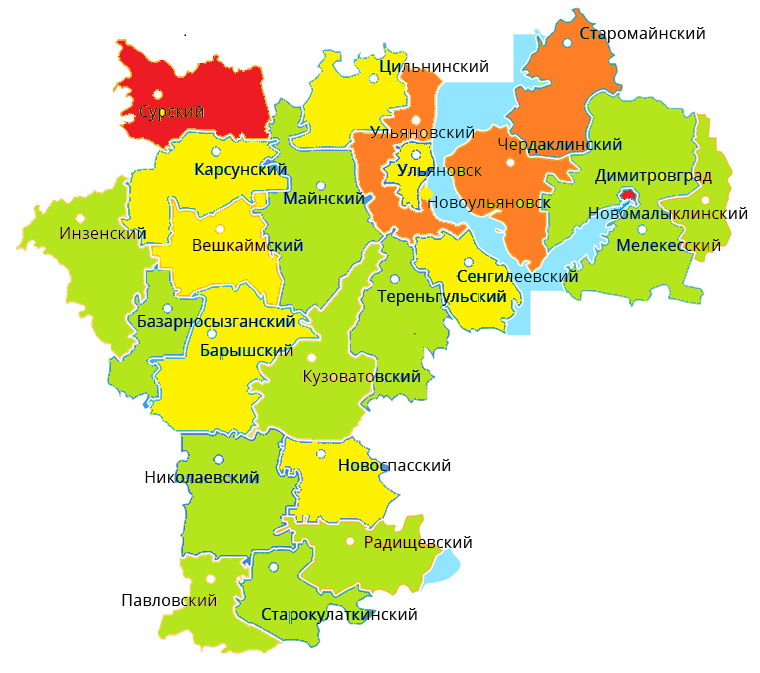 Старомайнский
Цильнинский
Сурский
Ульяновский
Чердаклинский
Карсунский
Ульяновск
Димитровград
Майнский
Новоульяновск
Новомалыклинский
Инзенский
Вешкаймский
Мелекесский
Сенгилеевский
Тереньгульский
Базарносызганский
Барышский
Кузоватовский
Новоспасский
Николаевский
Радищевский
Павловский
Старокулаткинский